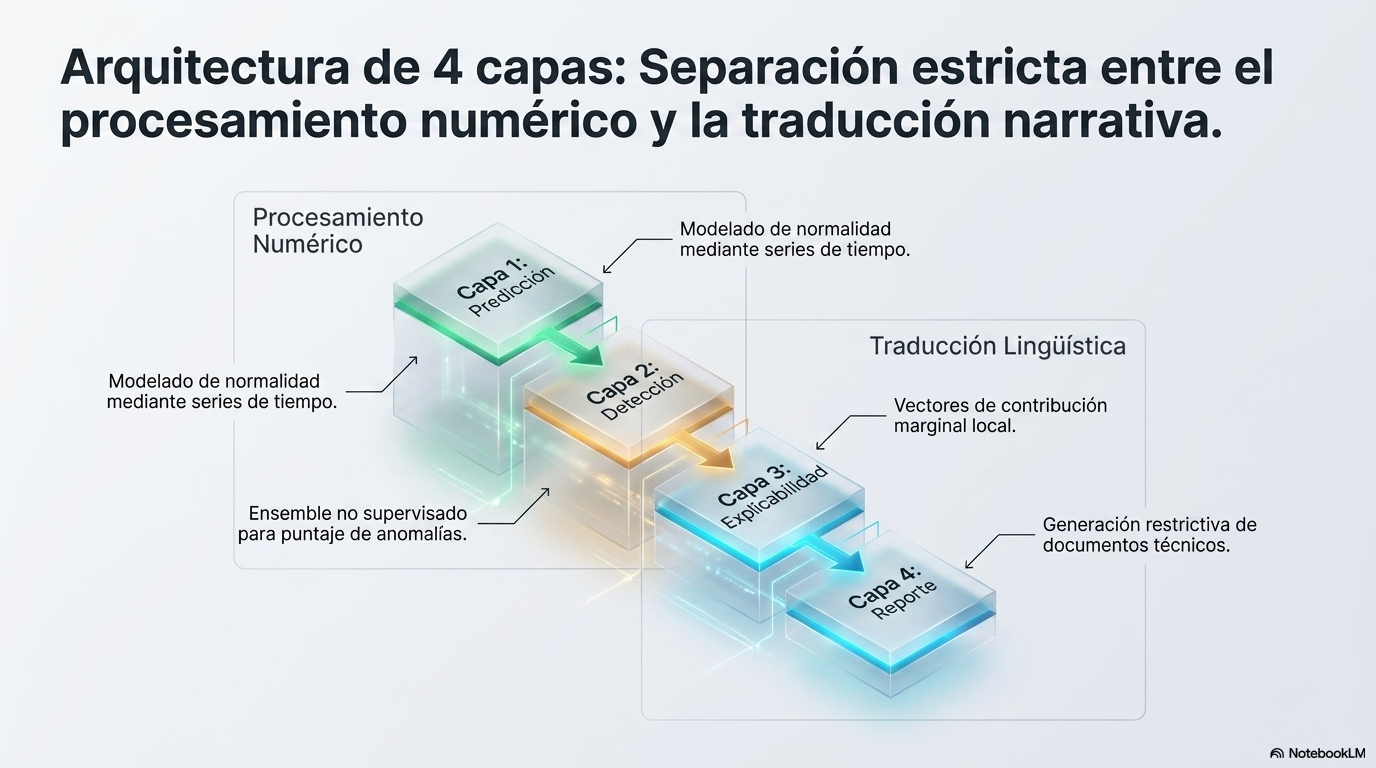 Arquitectura de 4 capas: Separación estricta entre el
procesamiento numérico y la traducción narrativa.
Procesamiento
Numérico
Modelado de normalidad
mediante series de tiempo.
Capa 1:
Predicción
Modelado de normalidad
mediante series de tiempo.
Capa 2:
Detección
Traducción Lingüística
Vectores de contribución
marginal local.
Capa 3:
Explicabilidad
Ensemble no supervisado
para puntaje de anomalías.
Generación restrictiva de
documentos técnicos.
Capa 4:
Reporte
NotebookLM